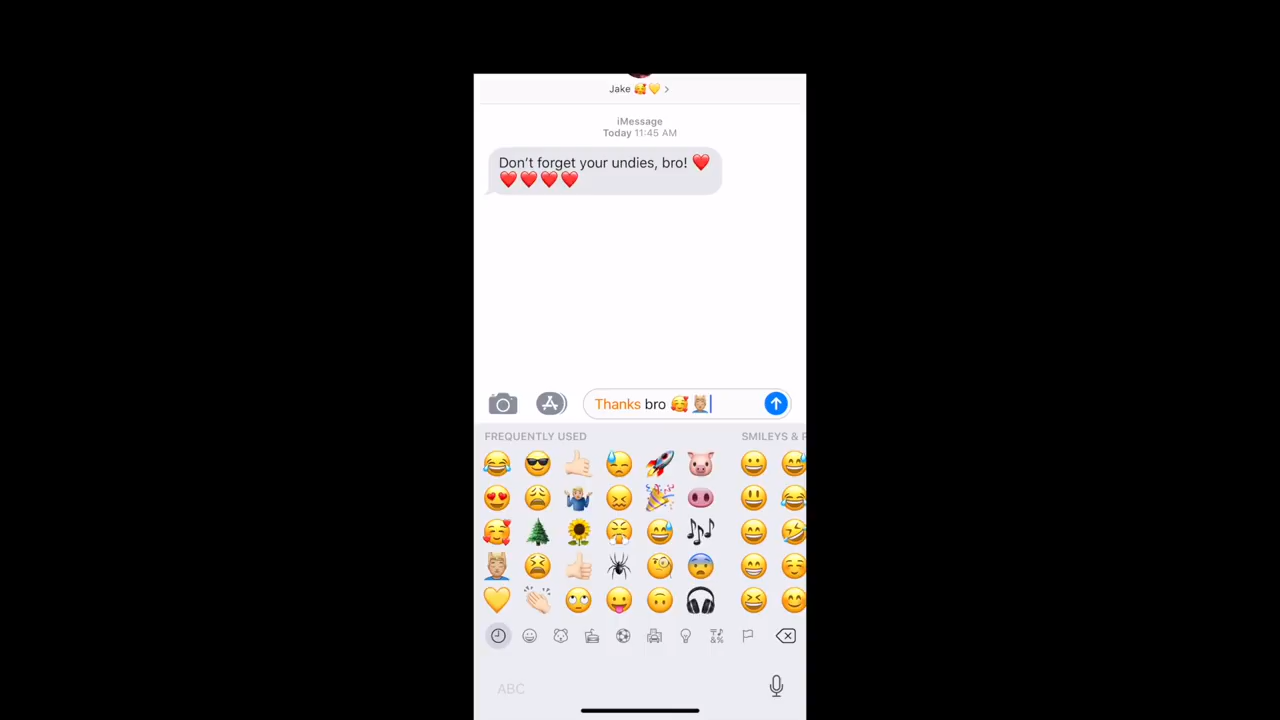 Jake 🥰💛 >
iMessage
Today 11:45 AM
Don’t forget your undies, bro! ❤️
❤️❤️❤️❤️
Thanks bro 🥰💆🏼‍♂️
FREQUENTLY USED
SMILEYS & P
ABC